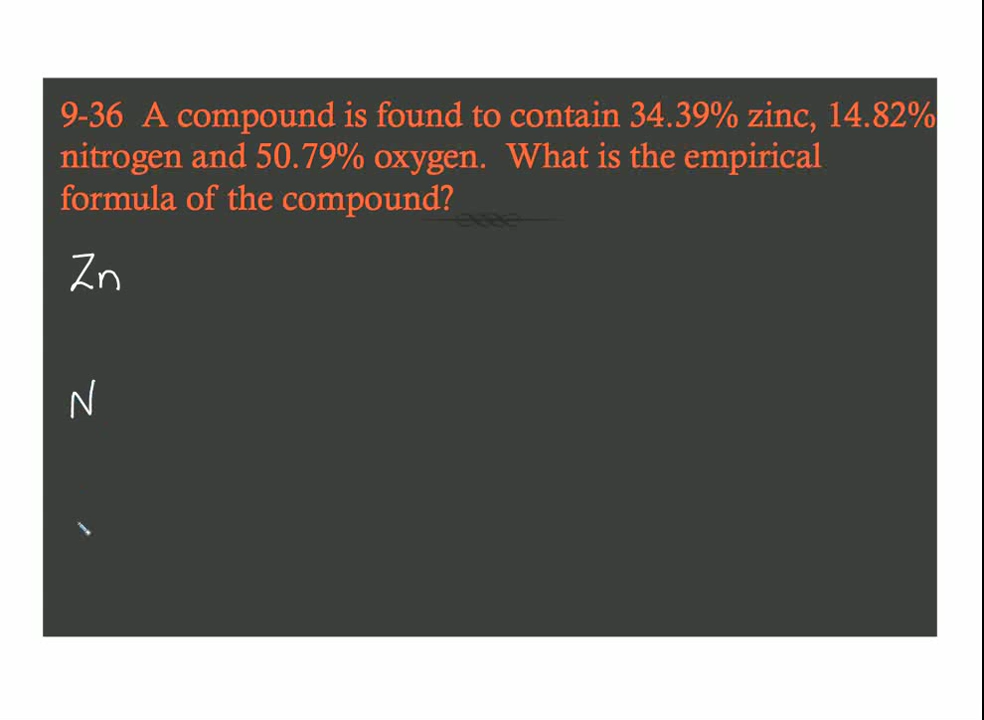 9-36 A compound is found to contain 34.39% zinc, 14.82%
nitrogen and 50.79% oxygen. What is the empirical
formula of the compound?
Zn
N